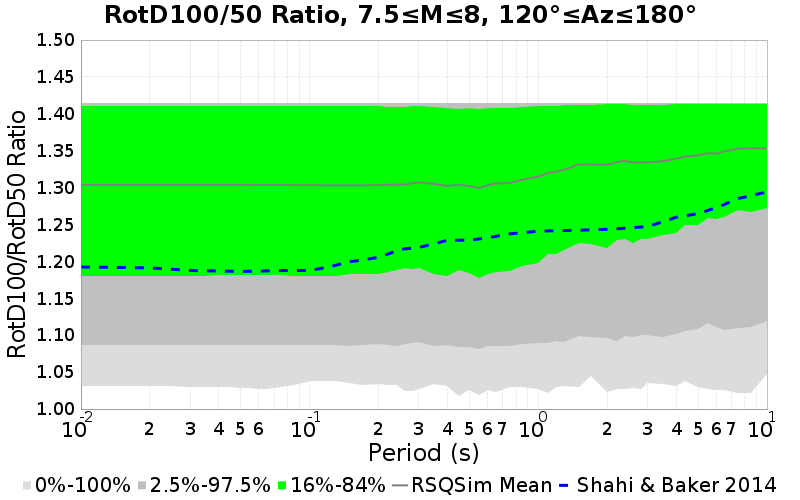 RotD100/50 Ratio, 7.5≤M≤8, 120°≤Az≤180°
RotD100/RotD50 Ratio
1.50
1.45
1.40
1.35
1.30
1.25
1.20
1.15
1.10
1.05
1.00
10-2 2 3 4 5 6 10-1 2 3 4 5 6 7 100 2 3 4 5 6 7 101
Period (s)
0%-100% 2.5%-97.5% 16%-84% RSQSim Mean Shahi & Baker 2014